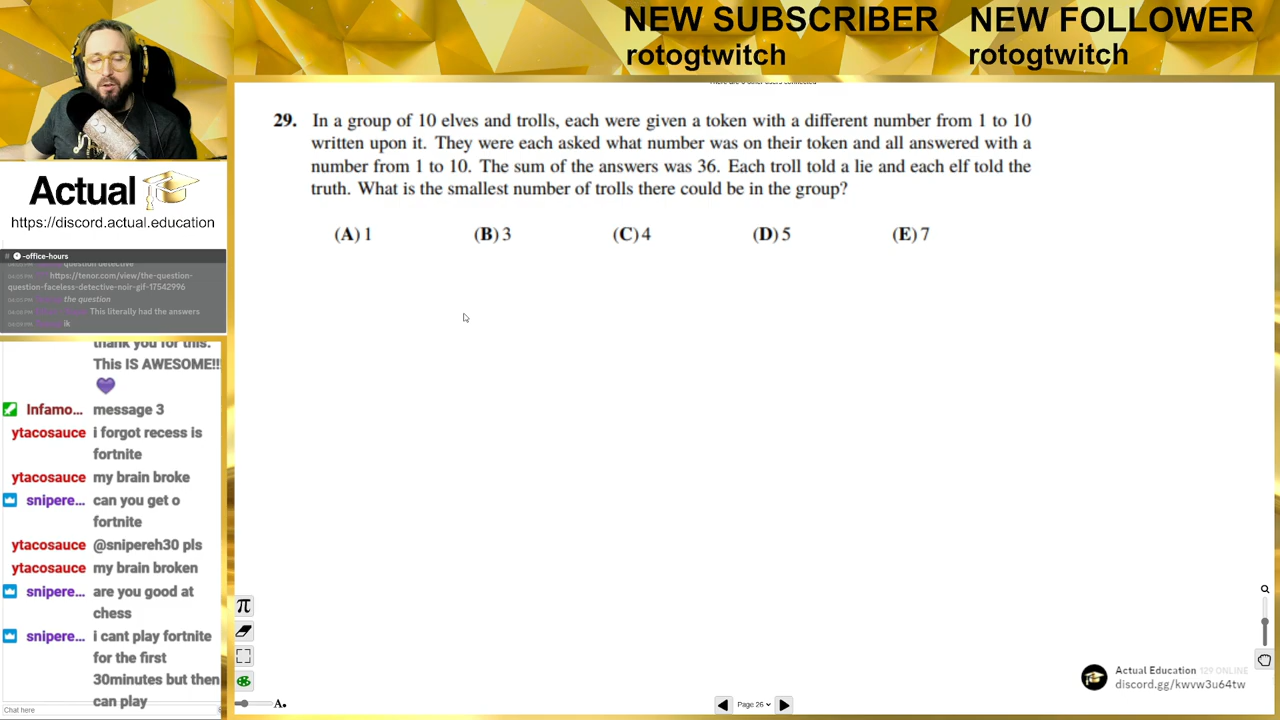 NEW SUBSCRIBER
rotogtwitch
NEW FOLLOWER
rotogtwitch
Actual
https://discord.actual.education
-office-hours
question detective
https://tenor.com/view/the-question-
question-faceless-detective-noir-gif-17542996
the question
This literally had the answers
ik
thank you for this.
This IS AWESOME!!
Infamo... message 3
ytacosauce i forgot recess is
fortnite
ytacosauce my brain broke
snipere... can you get o
fortnite
ytacosauce @snipereh30 pls
ytacosauce my brain broken
snipere... are you good at
chess
snipere... i cant play fortnite
for the first
30minutes but then
can play
Chat here
29. In a group of 10 elves and trolls, each were given a token with a different number from 1 to 10
written upon it. They were each asked what number was on their token and all answered with a
number from 1 to 10. The sum of the answers was 36. Each troll told a lie and each elf told the
truth. What is the smallest number of trolls there could be in the group?
(A) 1 (B) 3 (C) 4 (D) 5 (E) 7
π
A.
Page 26
Actual Education 129 ONLINE
discord.gg/kwvw3u64tw